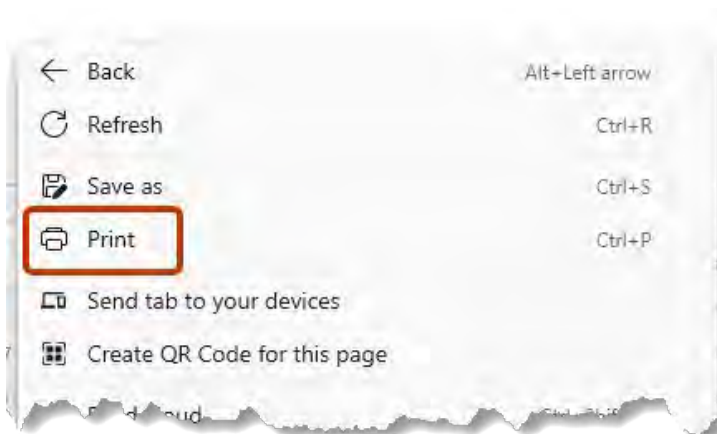 Back Alt+Left arrow
Refresh Ctrl+R
Save as Ctrl+S
Print Ctrl+P
Send tab to your devices
Create QR Code for this page